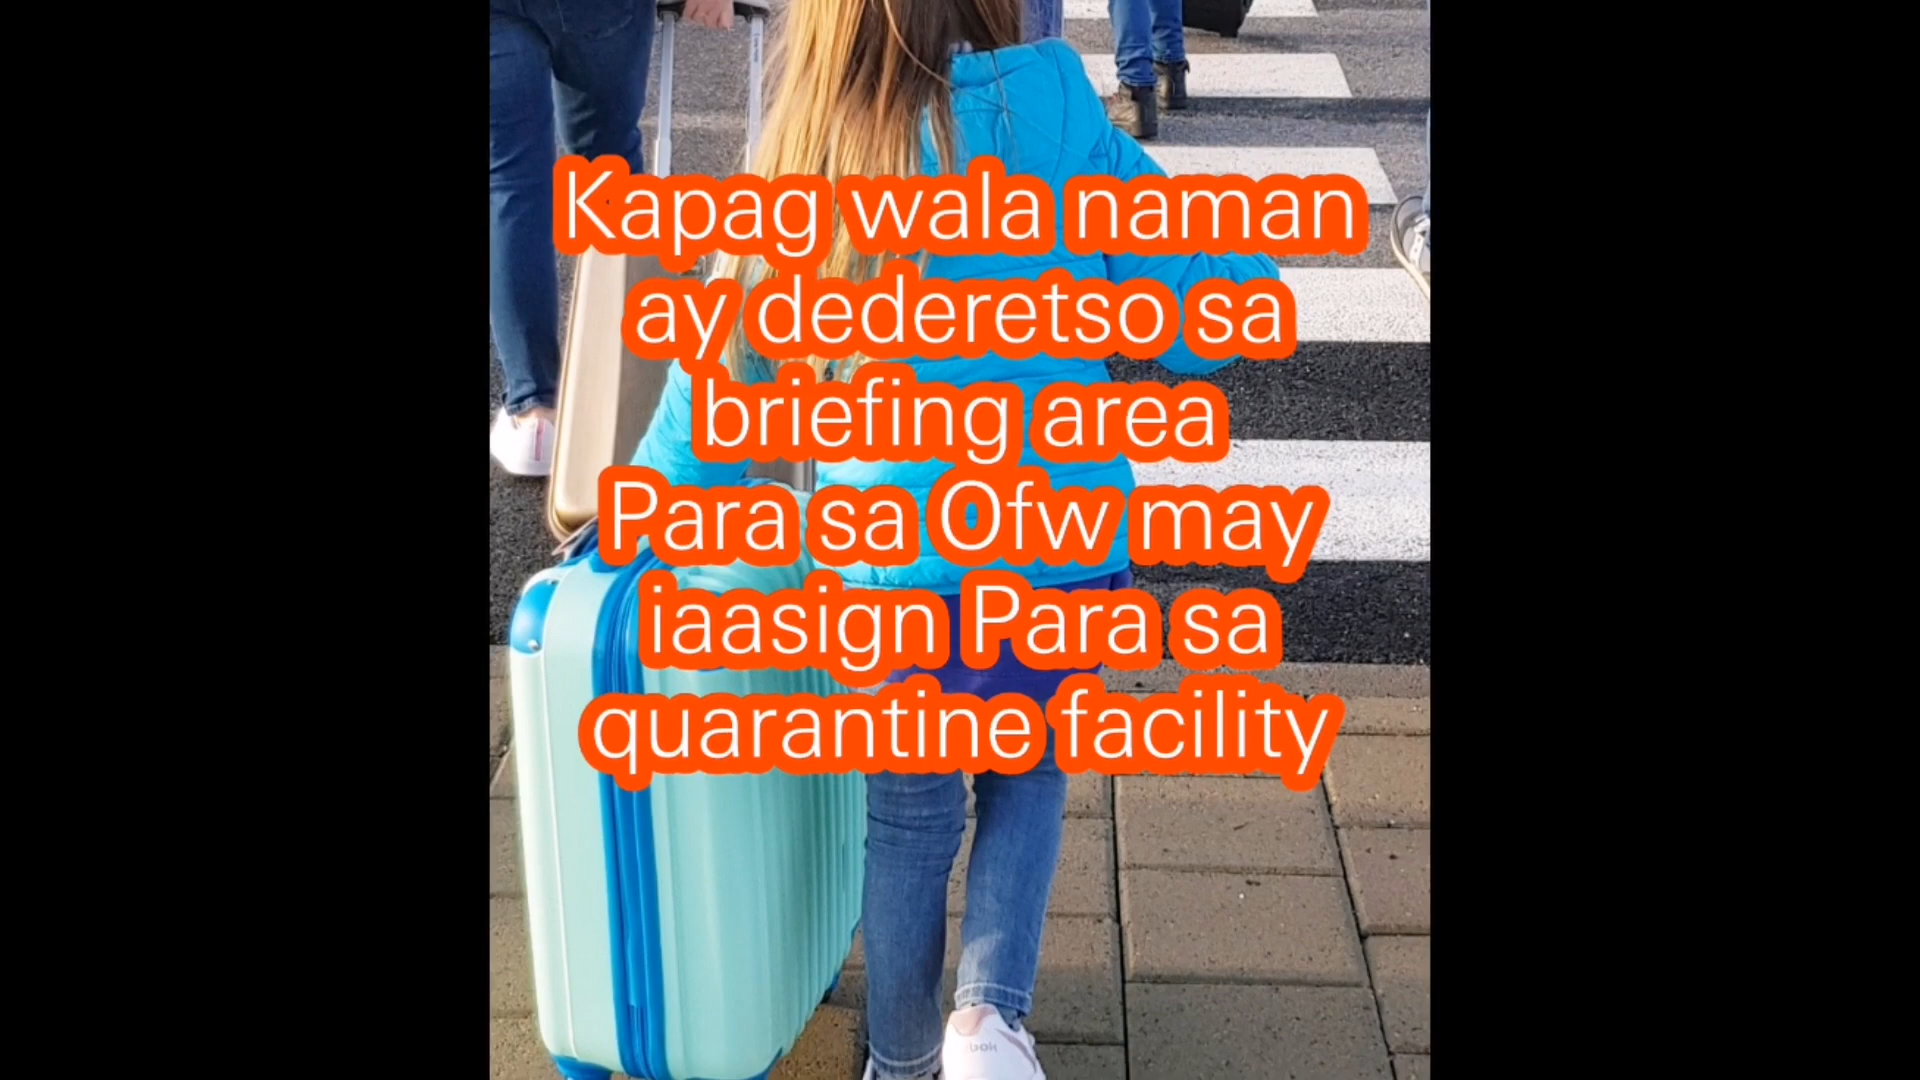 Kapag wala naman
ay dederetso sa
briefing area
Para sa Ofw may
iaasign Para sa
quarantine facility